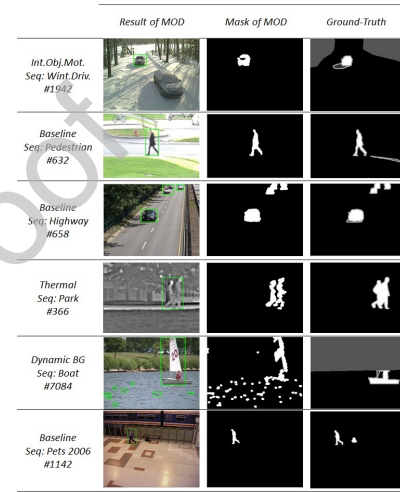 Result of MOD Mask of MOD Ground-Truth
Int.Obj.Mot.
Seq: Wint.Driv.
#1942
Baseline
Seq: Pedestrian
#632
Baseline
Seq: Highway
#658
Thermal
Seq: Park
#366
Dynamic BG
Seq: Boat
#7084
Baseline
Seq: Pets 2006
#1142